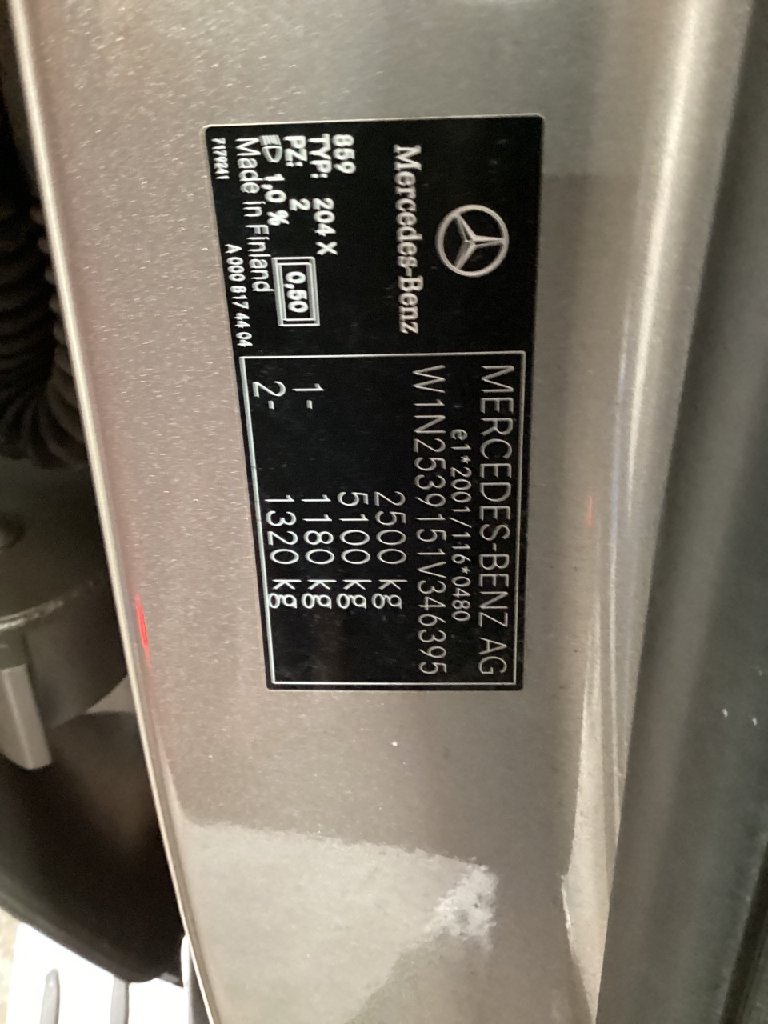 Mercedes-Benz
859
TYP: 204 X
PZ: 2
1,0 %
0,50
Made in Finland
7179241
A 000 817 44 04
MERCEDES-BENZ AG
e1*2001/116*0480
W1N2539151V346395
2500 kg
5100 kg
1- 1180 kg
2- 1320 kg